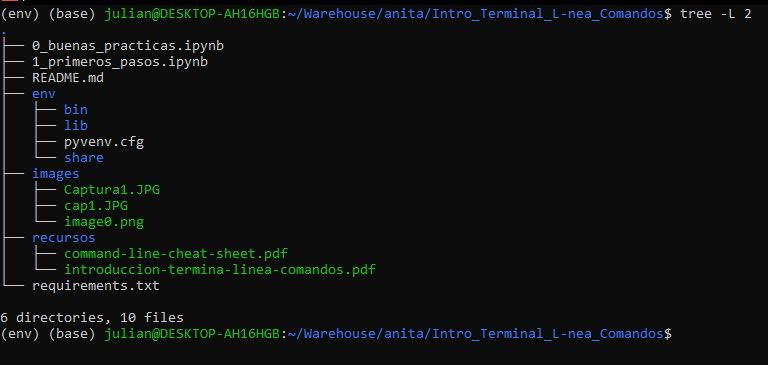 (env) (base) julian@DESKTOP-AH16HGB:~/Warehouse/anita/Intro_Terminal_L-nea_Comandos$ tree -L 2
.
├── 0_buenas_practicas.ipynb
├── 1_primeros_pasos.ipynb
├── README.md
├── env
│   ├── bin
│   ├── lib
│   ├── pyvenv.cfg
│   └── share
├── images
│   ├── Captura1.JPG
│   ├── cap1.JPG
│   └── image0.png
├── recursos
│   ├── command-line-cheat-sheet.pdf
│   └── introduccion-termina-linea-comandos.pdf
└── requirements.txt
6 directories, 10 files
(env) (base) julian@DESKTOP-AH16HGB:~/Warehouse/anita/Intro_Terminal_L-nea_Comandos$